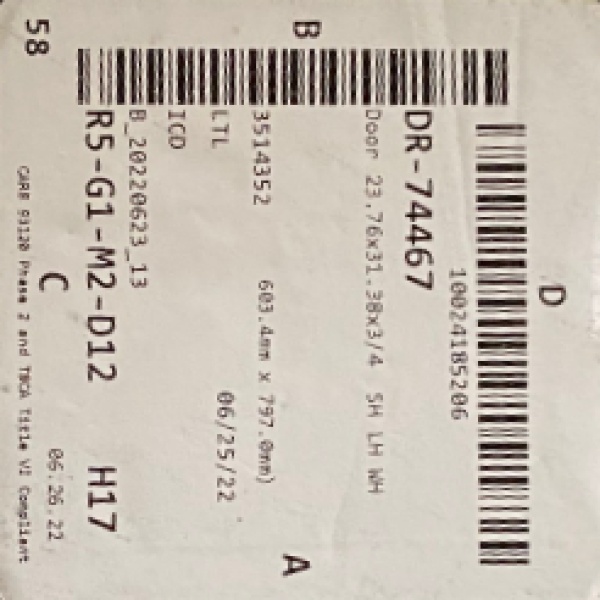 D
10024185206
DR-74467
Door 23.76x31.38x3/4 SH LH WH
B
A
3514352 603.4mm x 797.0mm)
LTL 06/25/22
ICD
B_20220623_13
R5-G1-M2-D12 H17
C
06.26.22
58
CARB 93120 Phase 2 and TSCA Title VI Compliant